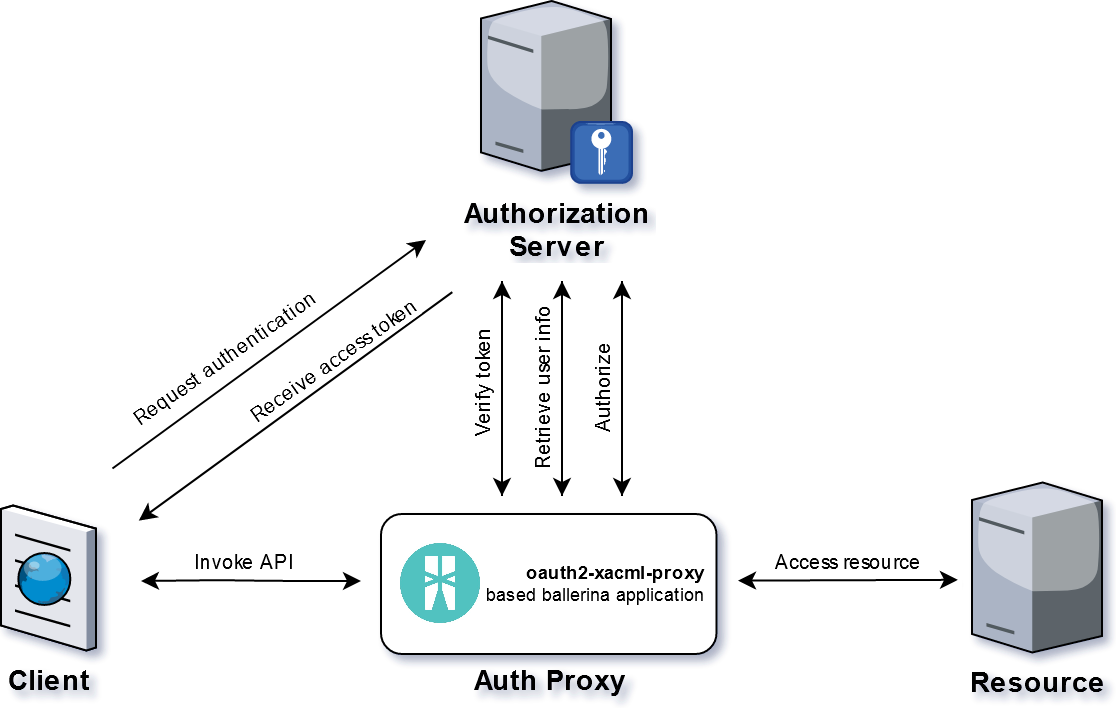 Authorization
Server
Request authentication
Receive access token
Verify token
Retrieve user info
Authorize
Invoke API
oauth2-xacml-proxy
based ballerina application
Access resource
Client
Auth Proxy
Resource